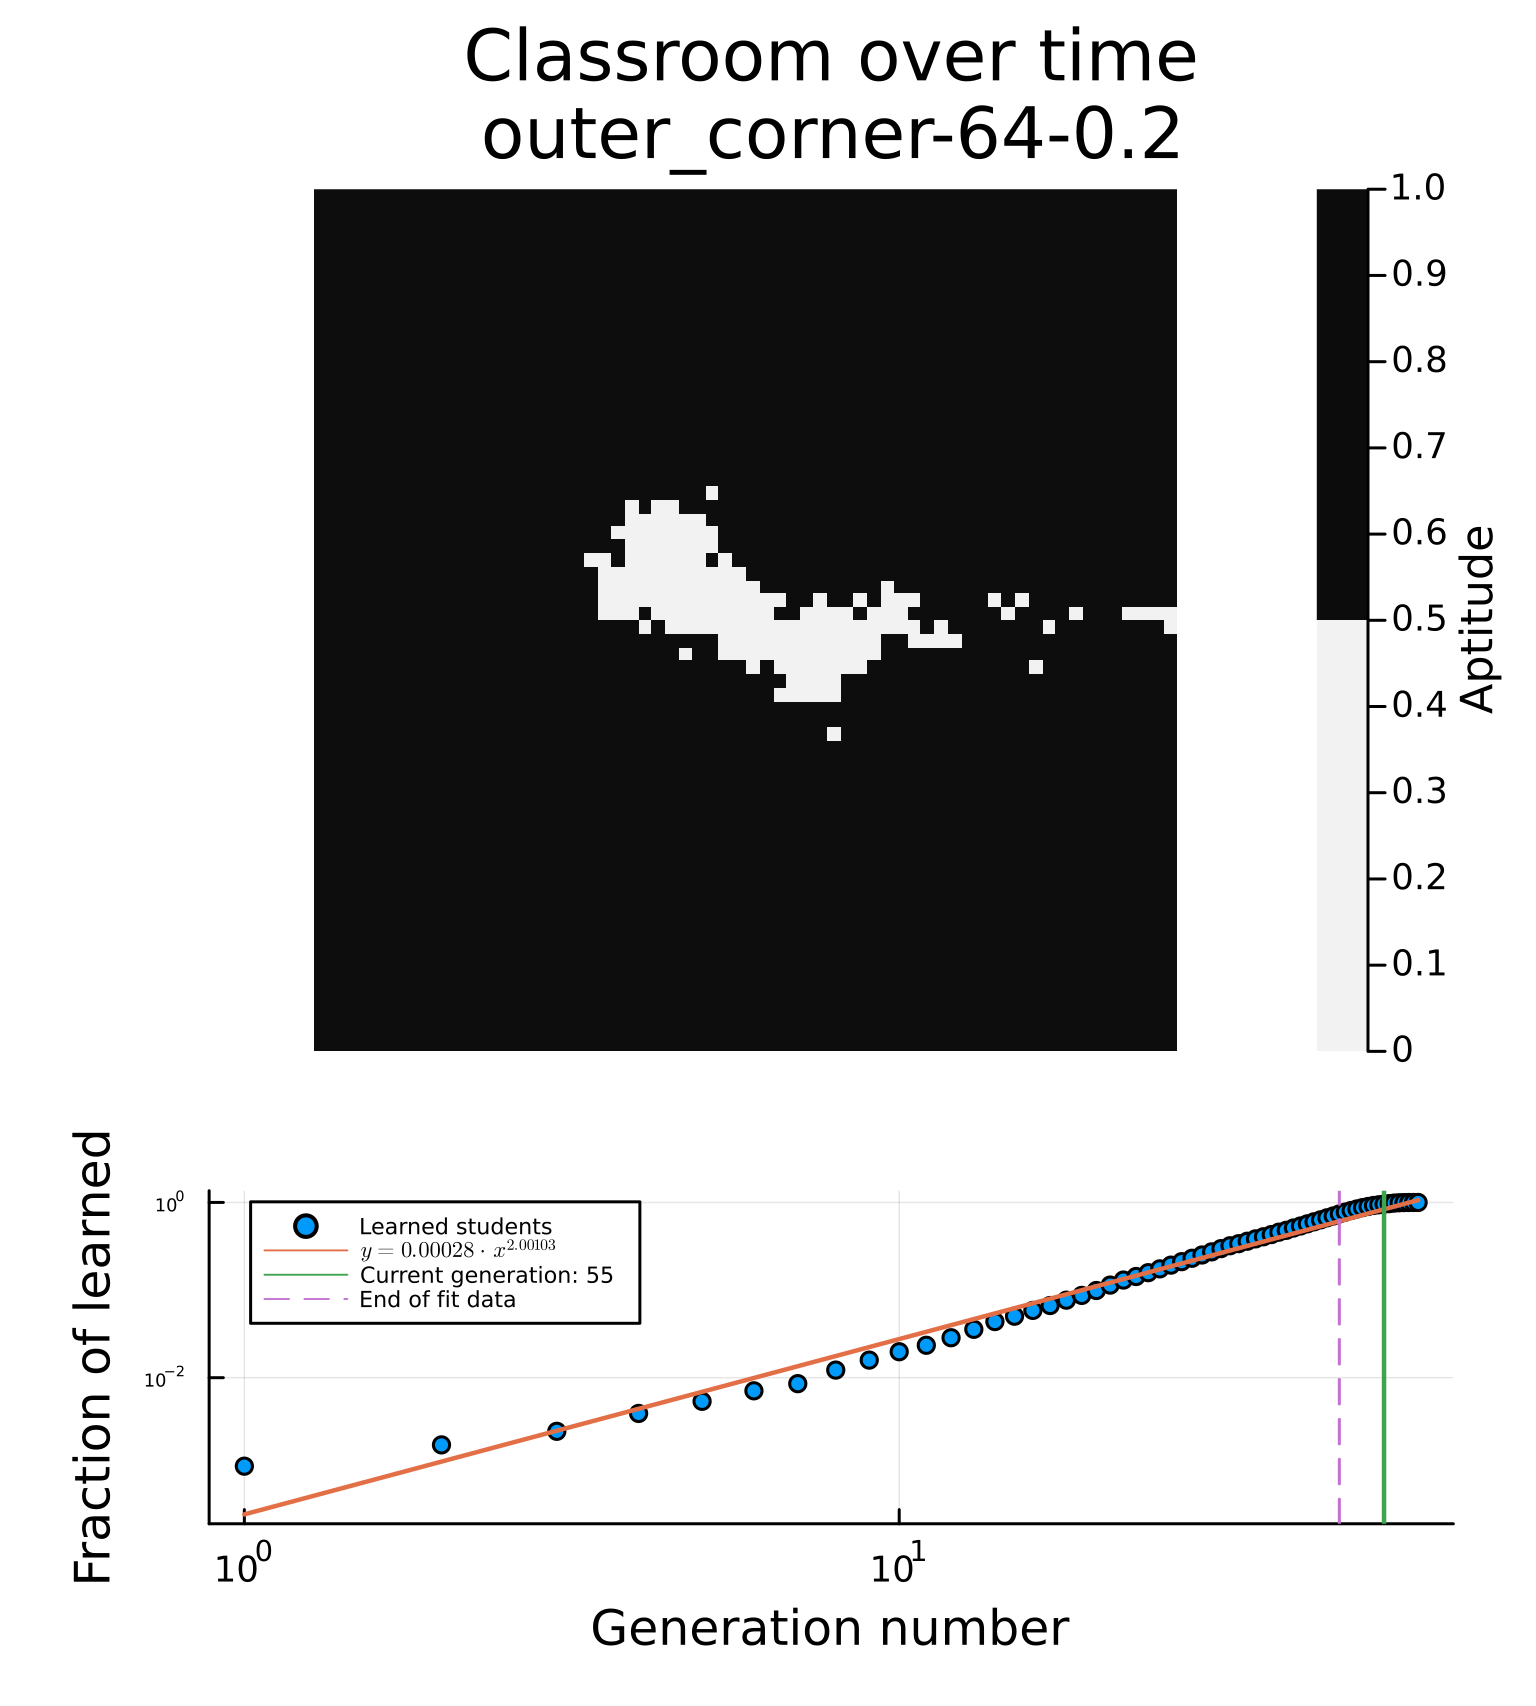 Classroom over time
outer_corner-64-0.2
1.0
0.9
0.8
0.7
0.6
0.5
0.4
0.3
0.2
0.1
0
Aptitude
Fraction of learned
10^0
10^-2
Learned students
y = 0.00028 · x^2.00103
Current generation: 55
End of fit data
10^0
10^1
Generation number